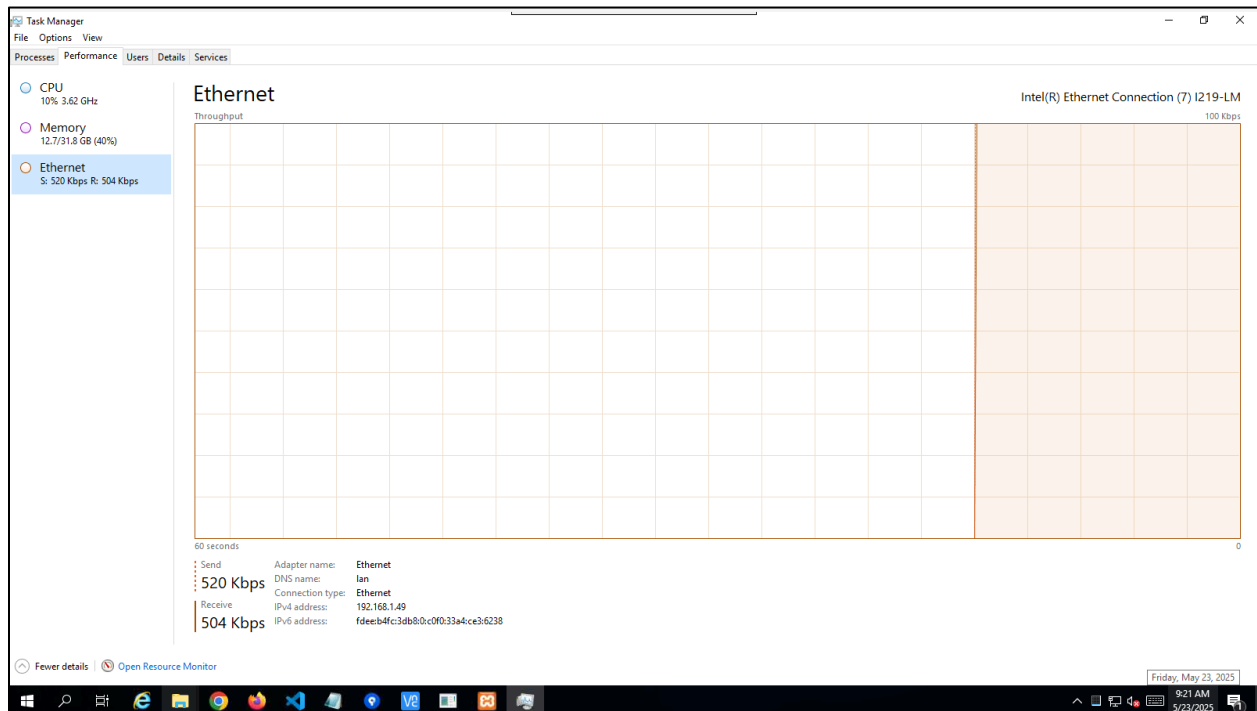 Task Manager
File Options View
Processes Performance Users Details Services
CPU
10% 3.62 GHz
Memory
12.7/31.8 GB (40%)
Ethernet
S: 520 Kbps R: 504 Kbps
Ethernet
Intel(R) Ethernet Connection (7) I219-LM
Throughput
100 Kbps
60 seconds
0
Send
520 Kbps
Receive
504 Kbps
Adapter name: Ethernet
DNS name: lan
Connection type: Ethernet
IPv4 address: 192.168.1.49
IPv6 address: fdee:b4fc:3db8:0:c0f0:33a4:ce3:6238
Fewer details
Open Resource Monitor
Friday, May 23, 2025
9:21 AM
5/23/2025